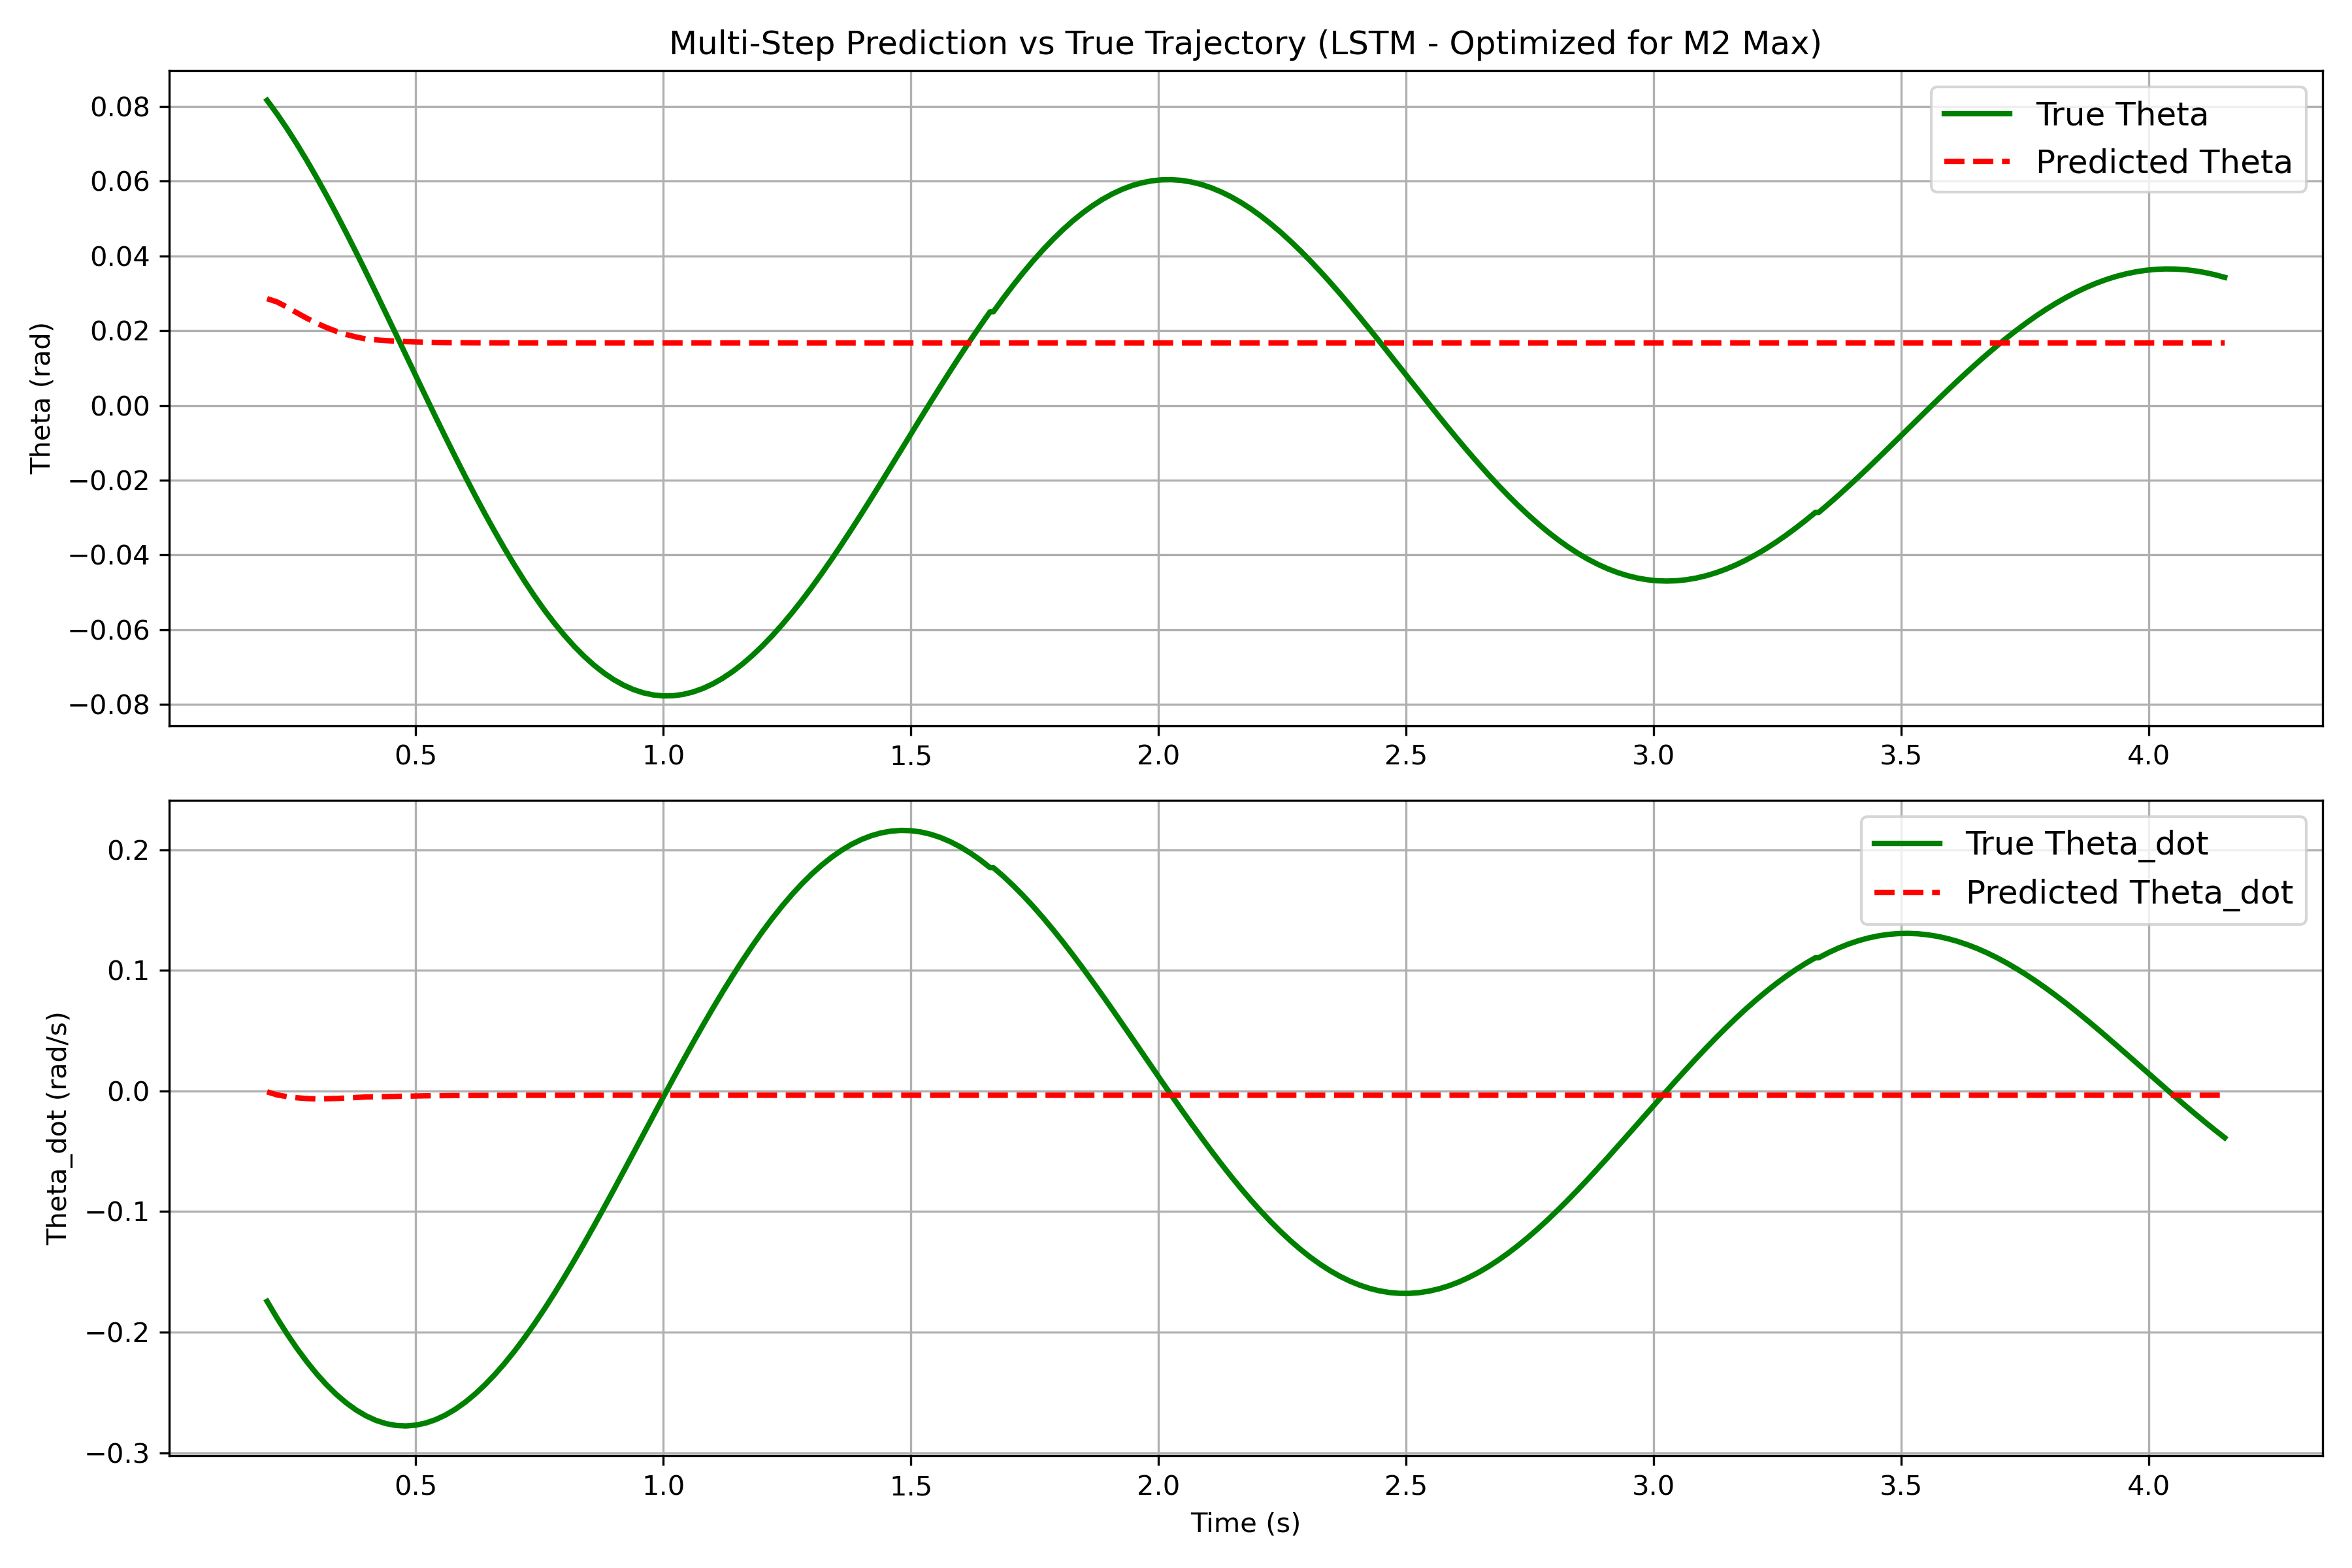 Multi-Step Prediction vs True Trajectory (LSTM - Optimized for M2 Max)
True Theta
Predicted Theta
Theta (rad)
0.08
0.06
0.04
0.02
0.00
−0.02
−0.04
−0.06
−0.08
0.5 1.0 1.5 2.0 2.5 3.0 3.5 4.0
True Theta_dot
Predicted Theta_dot
Theta_dot (rad/s)
0.2
0.1
0.0
−0.1
−0.2
−0.3
0.5 1.0 1.5 2.0 2.5 3.0 3.5 4.0
Time (s)